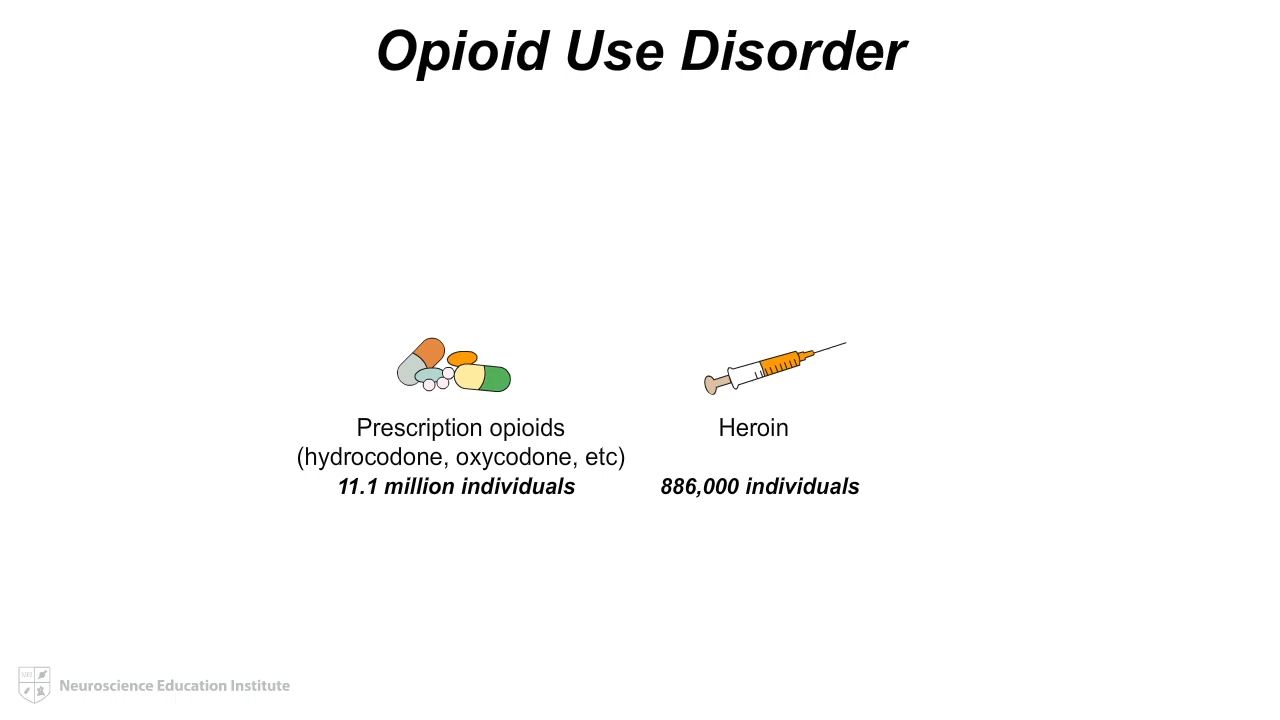 Opioid Use Disorder
Prescription opioids
(hydrocodone, oxycodone, etc)
11.1 million individuals
Heroin
886,000 individuals
NEI
Neuroscience Education Institute